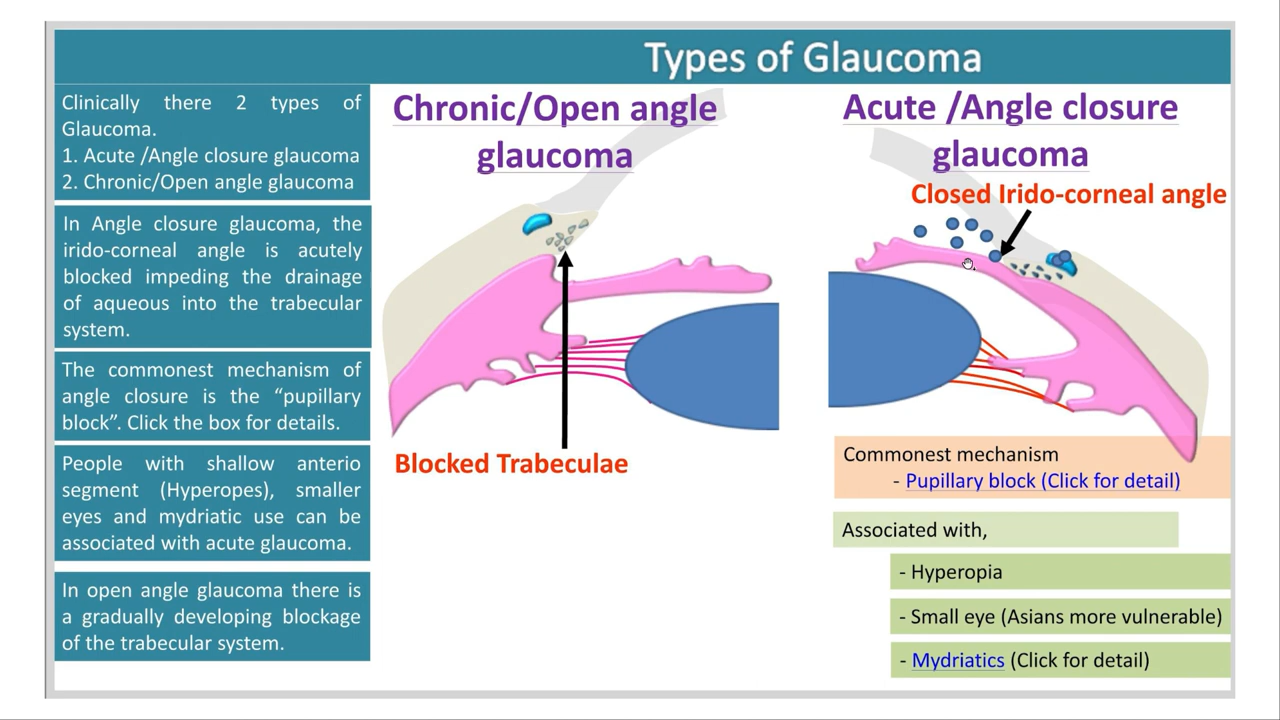 Types of Glaucoma
Clinically there 2 types of
Glaucoma.
1. Acute /Angle closure glaucoma
2. Chronic/Open angle glaucoma
In Angle closure glaucoma, the
irido-corneal angle is acutely
blocked impeding the drainage
of aqueous into the trabecular
system.
The commonest mechanism of
angle closure is the “pupillary
block”. Click the box for details.
People with shallow anterio
segment (Hyperopes), smaller
eyes and mydriatic use can be
associated with acute glaucoma.
In open angle glaucoma there is
a gradually developing blockage
of the trabecular system.
Chronic/Open angle
glaucoma
Blocked Trabeculae
Acute /Angle closure
glaucoma
Closed Irido-corneal angle
Commonest mechanism
- Pupillary block (Click for detail)
Associated with,
- Hyperopia
- Small eye (Asians more vulnerable)
- Mydriatics (Click for detail)